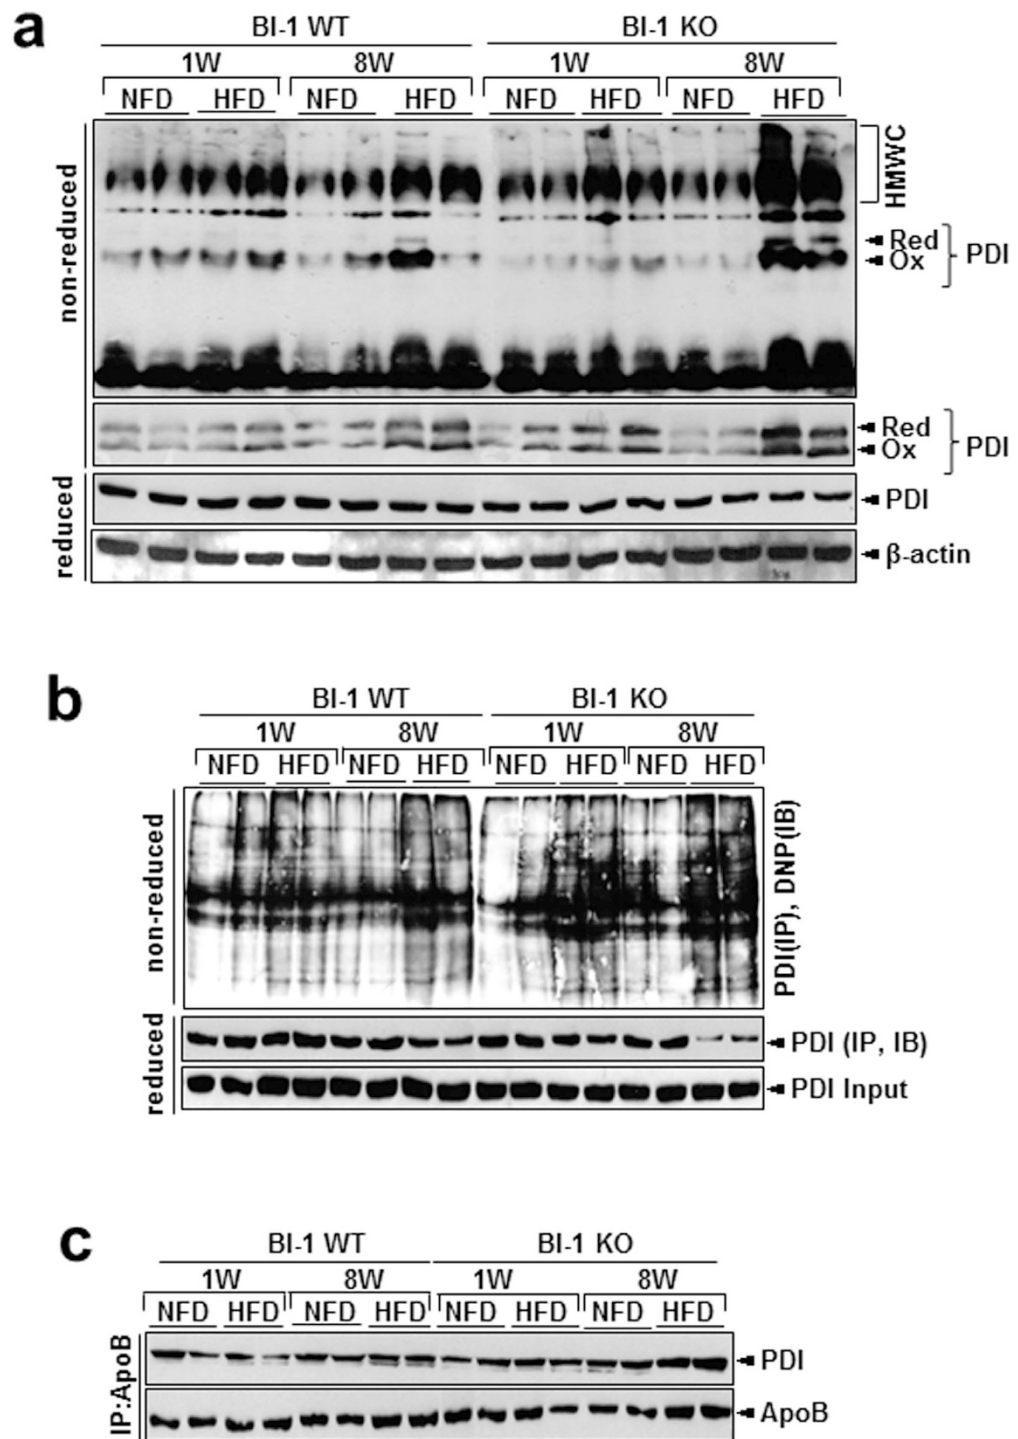 a
BI-1 WT BI-1 KO
1W 8W 1W 8W
NFD HFD NFD HFD NFD HFD NFD HFD
non-reduced
HMWC
Red
Ox
PDI
Red
Ox
PDI
reduced
PDI
β-actin
b
BI-1 WT BI-1 KO
1W 8W 1W 8W
NFD HFD NFD HFD NFD HFD NFD HFD
non-reduced
PDI(IP), DNP(IB)
reduced
PDI (IP, IB)
PDI Input
c
BI-1 WT BI-1 KO
1W 8W 1W 8W
NFD HFD NFD HFD NFD HFD NFD HFD
IP:ApoB
PDI
ApoB